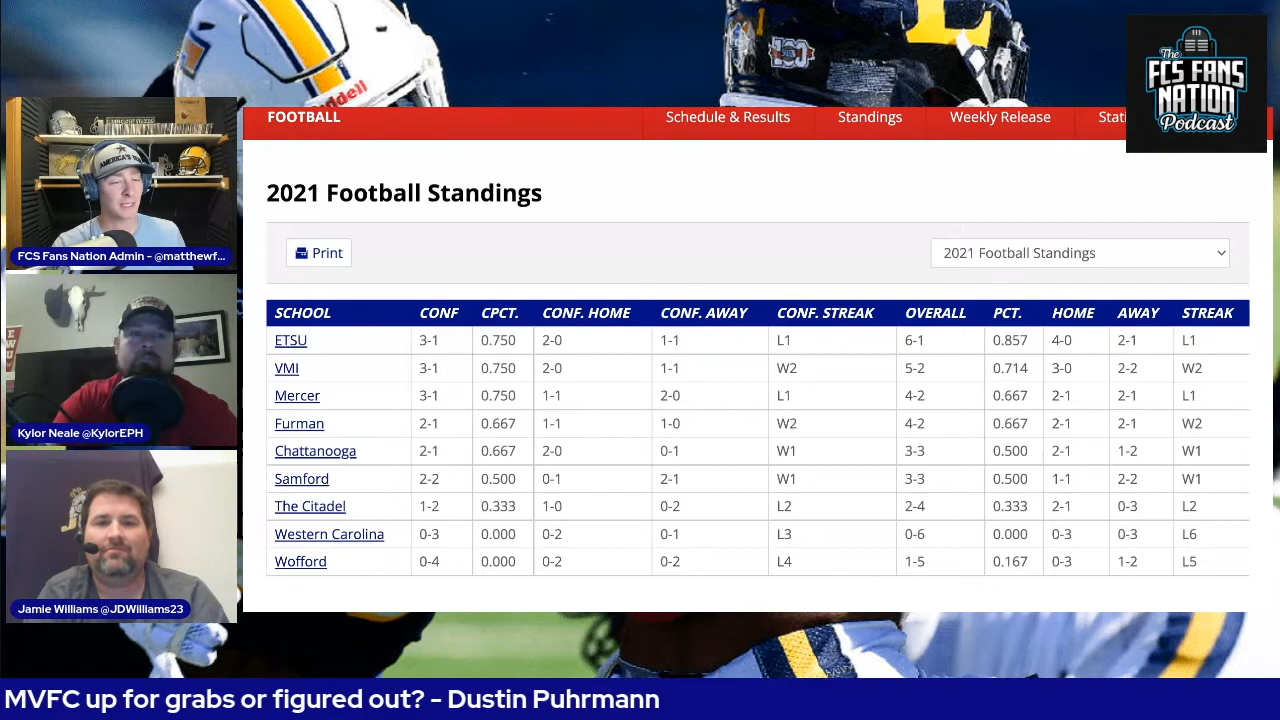 Riddell
100
The
FCS FANS
NATION
Podcast
FOOTBALL Schedule & Results Standings Weekly Release Stati
2021 Football Standings
Print 2021 Football Standings
SCHOOL CONF CPCT. CONF. HOME CONF. AWAY CONF. STREAK OVERALL PCT. HOME AWAY STREAK
ETSU 3-1 0.750 2-0 1-1 L1 6-1 0.857 4-0 2-1 L1
VMI 3-1 0.750 2-0 1-1 W2 5-2 0.714 3-0 2-2 W2
Mercer 3-1 0.750 1-1 2-0 L1 4-2 0.667 2-1 2-1 L1
Furman 2-1 0.667 1-1 1-0 W2 4-2 0.667 2-1 2-1 W2
Chattanooga 2-1 0.667 2-0 0-1 W1 3-3 0.500 2-1 1-2 W1
Samford 2-2 0.500 0-1 2-1 W1 3-3 0.500 1-1 2-2 W1
The Citadel 1-2 0.333 1-0 0-2 L2 2-4 0.333 2-1 0-3 L2
Western Carolina 0-3 0.000 0-2 0-1 L3 0-6 0.000 0-3 0-3 L6
Wofford 0-4 0.000 0-2 0-2 L4 1-5 0.167 0-3 1-2 L5
AMERICA'S
FCS Fans Nation Admin - @matthewf...
Kylor Neale @KylorEPH
Jamie Williams @JDWilliams23
MVFC up for grabs or figured out? - Dustin Puhrmann